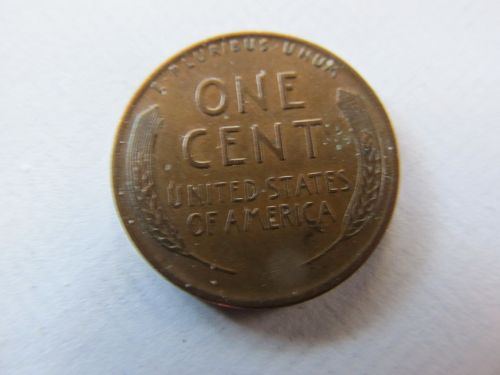 E·PLURIBUS·UNUM
ONE
CENT
UNITED·STATES
OF AMERICA